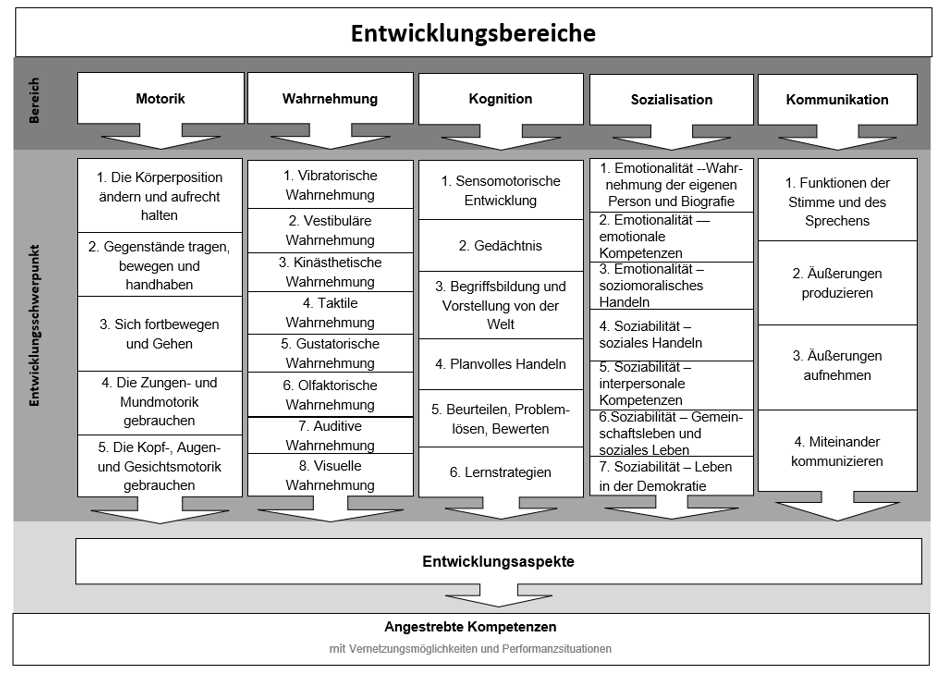 Entwicklungsbereiche
Bereich
Motorik
Wahrnehmung
Kognition
Sozialisation
Kommunikation
Entwicklungsschwerpunkt
1. Die Körperposition
ändern und aufrecht
halten
2. Gegenstände tragen,
bewegen und
handhaben
3. Sich fortbewegen
und Gehen
4. Die Zungen- und
Mundmotorik
gebrauchen
5. Die Kopf-, Augen-
und Gesichtsmotorik
gebrauchen
1. Vibratorische
Wahrnehmung
2. Vestibuläre
Wahrnehmung
3. Kinästhetische
Wahrnehmung
4. Taktile
Wahrnehmung
5. Gustatorische
Wahrnehmung
6. Olfaktorische
Wahrnehmung
7. Auditive
Wahrnehmung
8. Visuelle
Wahrnehmung
1. Sensomotorische
Entwicklung
2. Gedächtnis
3. Begriffsbildung und
Vorstellung von der
Welt
4. Planvolles Handeln
5. Beurteilen, Problem-
lösen, Bewerten
6. Lernstrategien
1. Emotionalität --Wahr-
nehmung der eigenen
Person und Biografie
2. Emotionalität —
emotionale
Kompetenzen
3. Emotionalität –
soziomoralisches
Handeln
4. Soziabilität –
soziales Handeln
5. Soziabilität –
interpersonale
Kompetenzen
6.Soziabilität – Gemein-
schaftsleben und
soziales Leben
7. Soziabilität – Leben
in der Demokratie
1. Funktionen der
Stimme und des
Sprechens
2. Äußerungen
produzieren
3. Äußerungen
aufnehmen
4. Miteinander
kommunizieren
Entwicklungsaspekte
Angestrebte Kompetenzen
mit Vernetzungsmöglichkeiten und Performanzsituationen